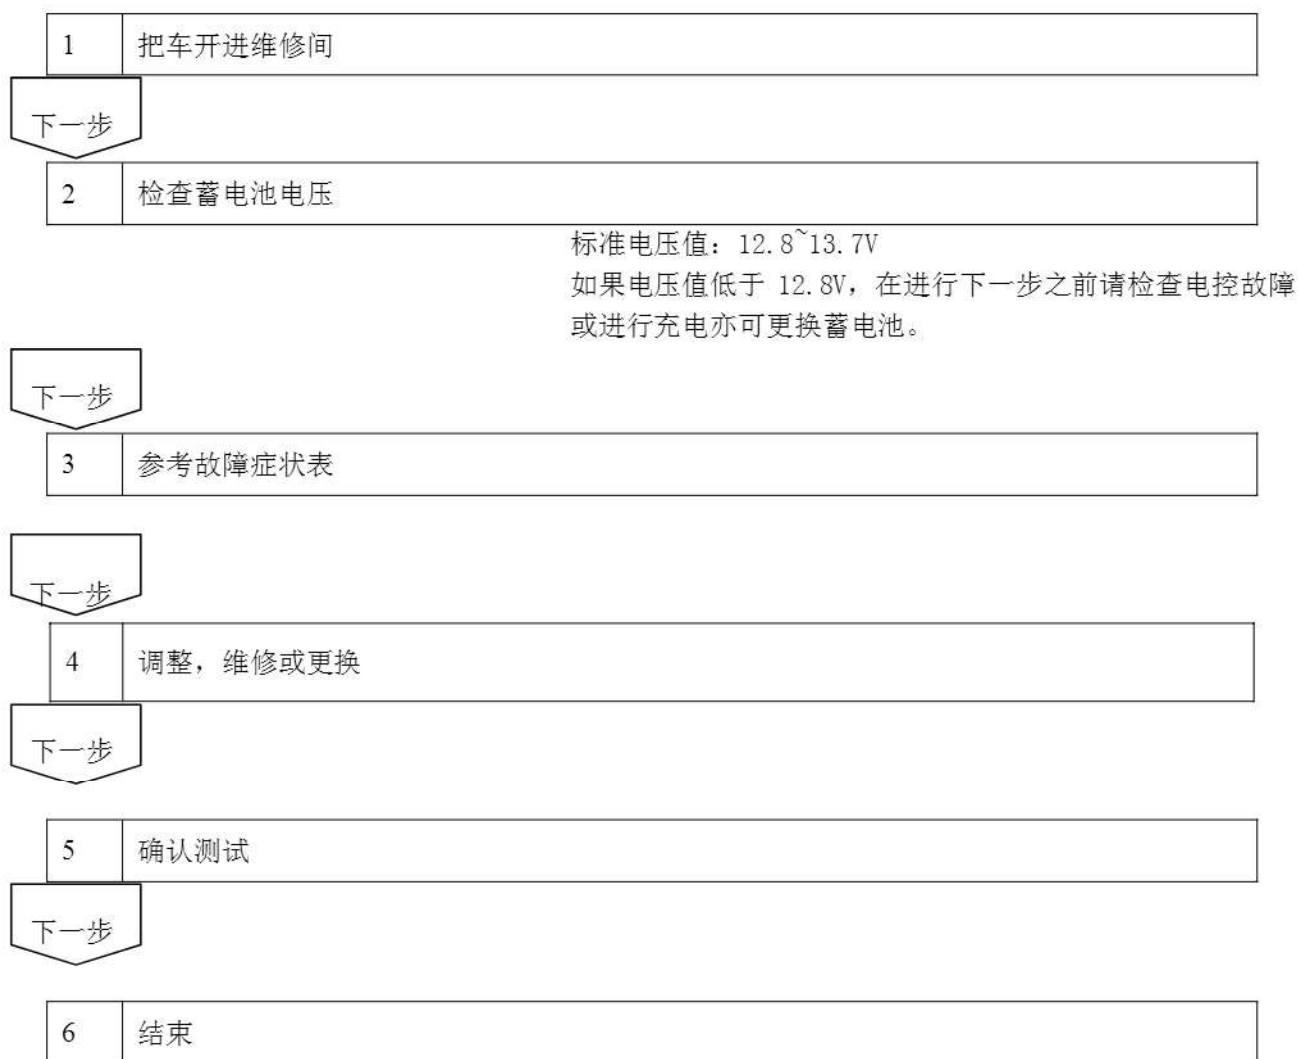 1 把车开进维修间
下一步
2 检查蓄电池电压
标准电压值：12.8~13.7V
如果电压值低于 12.8V，在进行下一步之前请检查电控故障
或进行充电亦可更换蓄电池。
下一步
3 参考故障症状表
下一步
4 调整，维修或更换
下一步
5 确认测试
下一步
6 结束